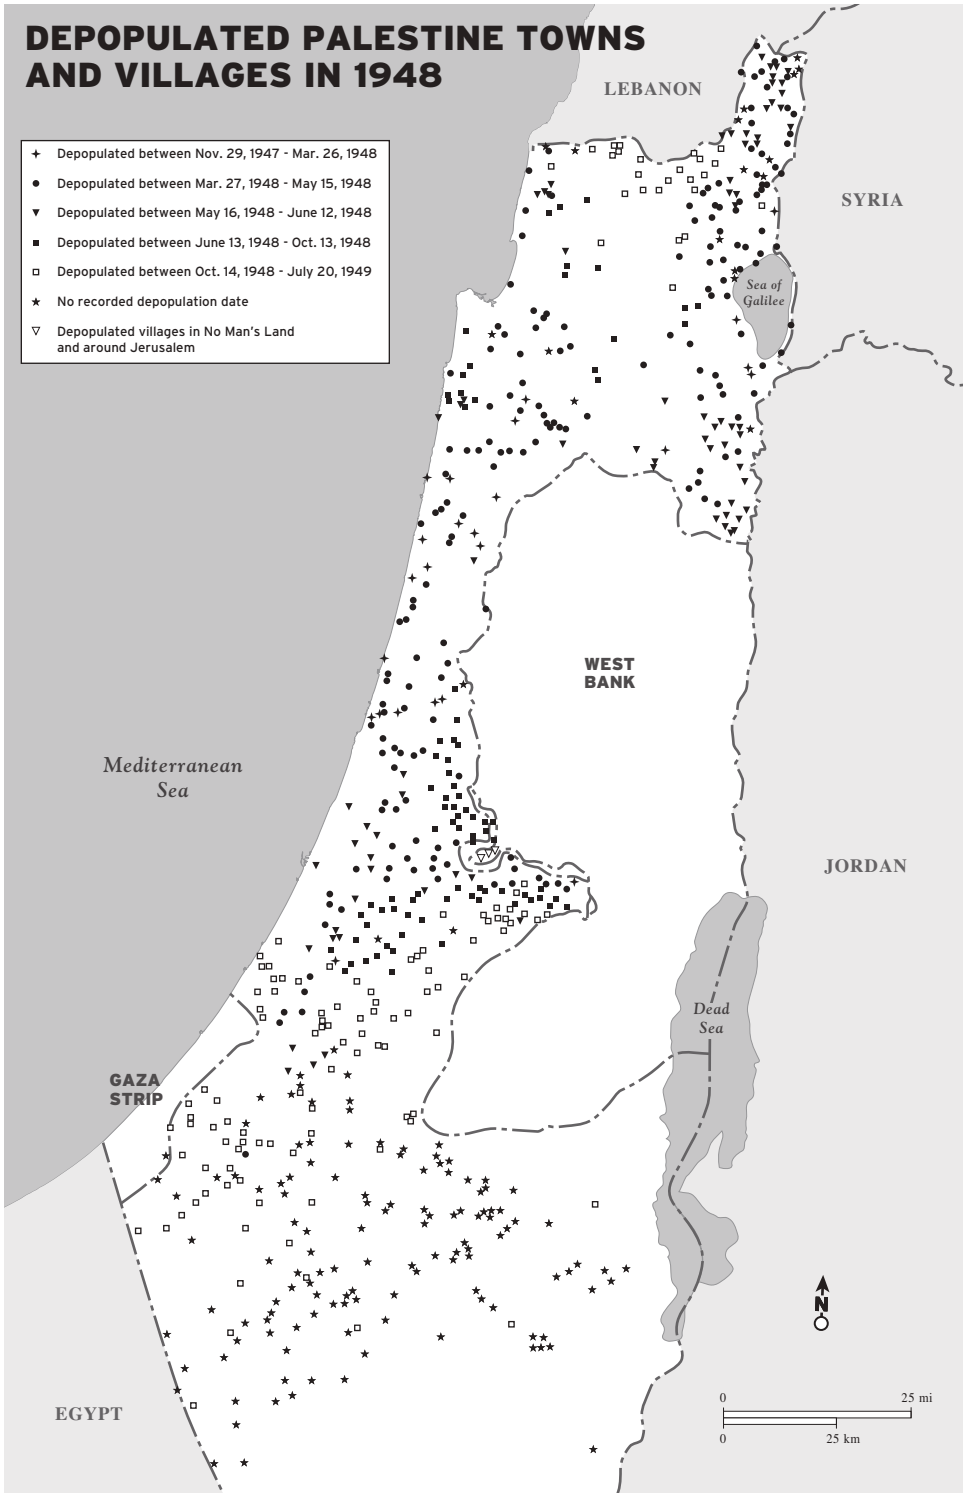 DEPOPULATED PALESTINE TOWNS
AND VILLAGES IN 1948
Depopulated between Nov. 29, 1947 - Mar. 26, 1948
Depopulated between Mar. 27, 1948 - May 15, 1948
Depopulated between May 16, 1948 - June 12, 1948
Depopulated between June 13, 1948 - Oct. 13, 1948
Depopulated between Oct. 14, 1948 - July 20, 1949
No recorded depopulation date
Depopulated villages in No Man's Land
and around Jerusalem
LEBANON
SYRIA
Sea of
Galilee
WEST
BANK
Mediterranean
Sea
JORDAN
Dead
Sea
GAZA
STRIP
N
EGYPT
0
25 mi
0
25 km